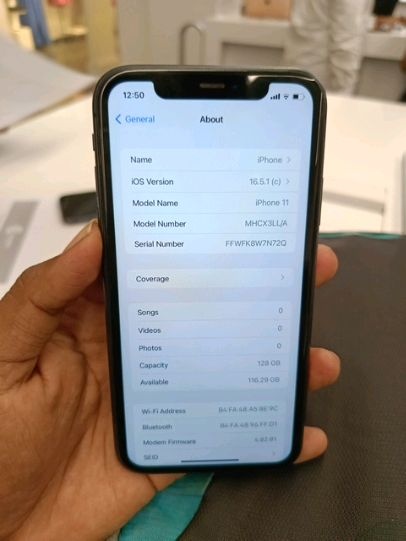 12:50
General
About
Name iPhone
iOS Version 16.5.1 (c)
Model Name iPhone 11
Model Number MHCX3LL/A
Serial Number FFWFK8W7N72Q
Coverage
Songs 0
Videos 0
Photos 0
Capacity 128 GB
Available 116.29 GB
Wi-Fi Address B4:FA:48:A5:BE:9C
Bluetooth B4:FA:48:96:FF:D1
Modem Firmware 4.02.01
SEID